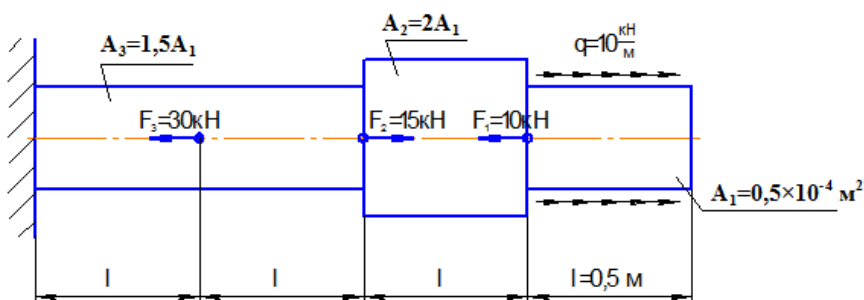 A₃=1,5A₁
A₂=2A₁
q=10 кН/м
F₃=30кН
F₂=15кН
F₁=10кН
A₁=0,5×10⁻⁴ м²
l
l
l
l=0,5 м